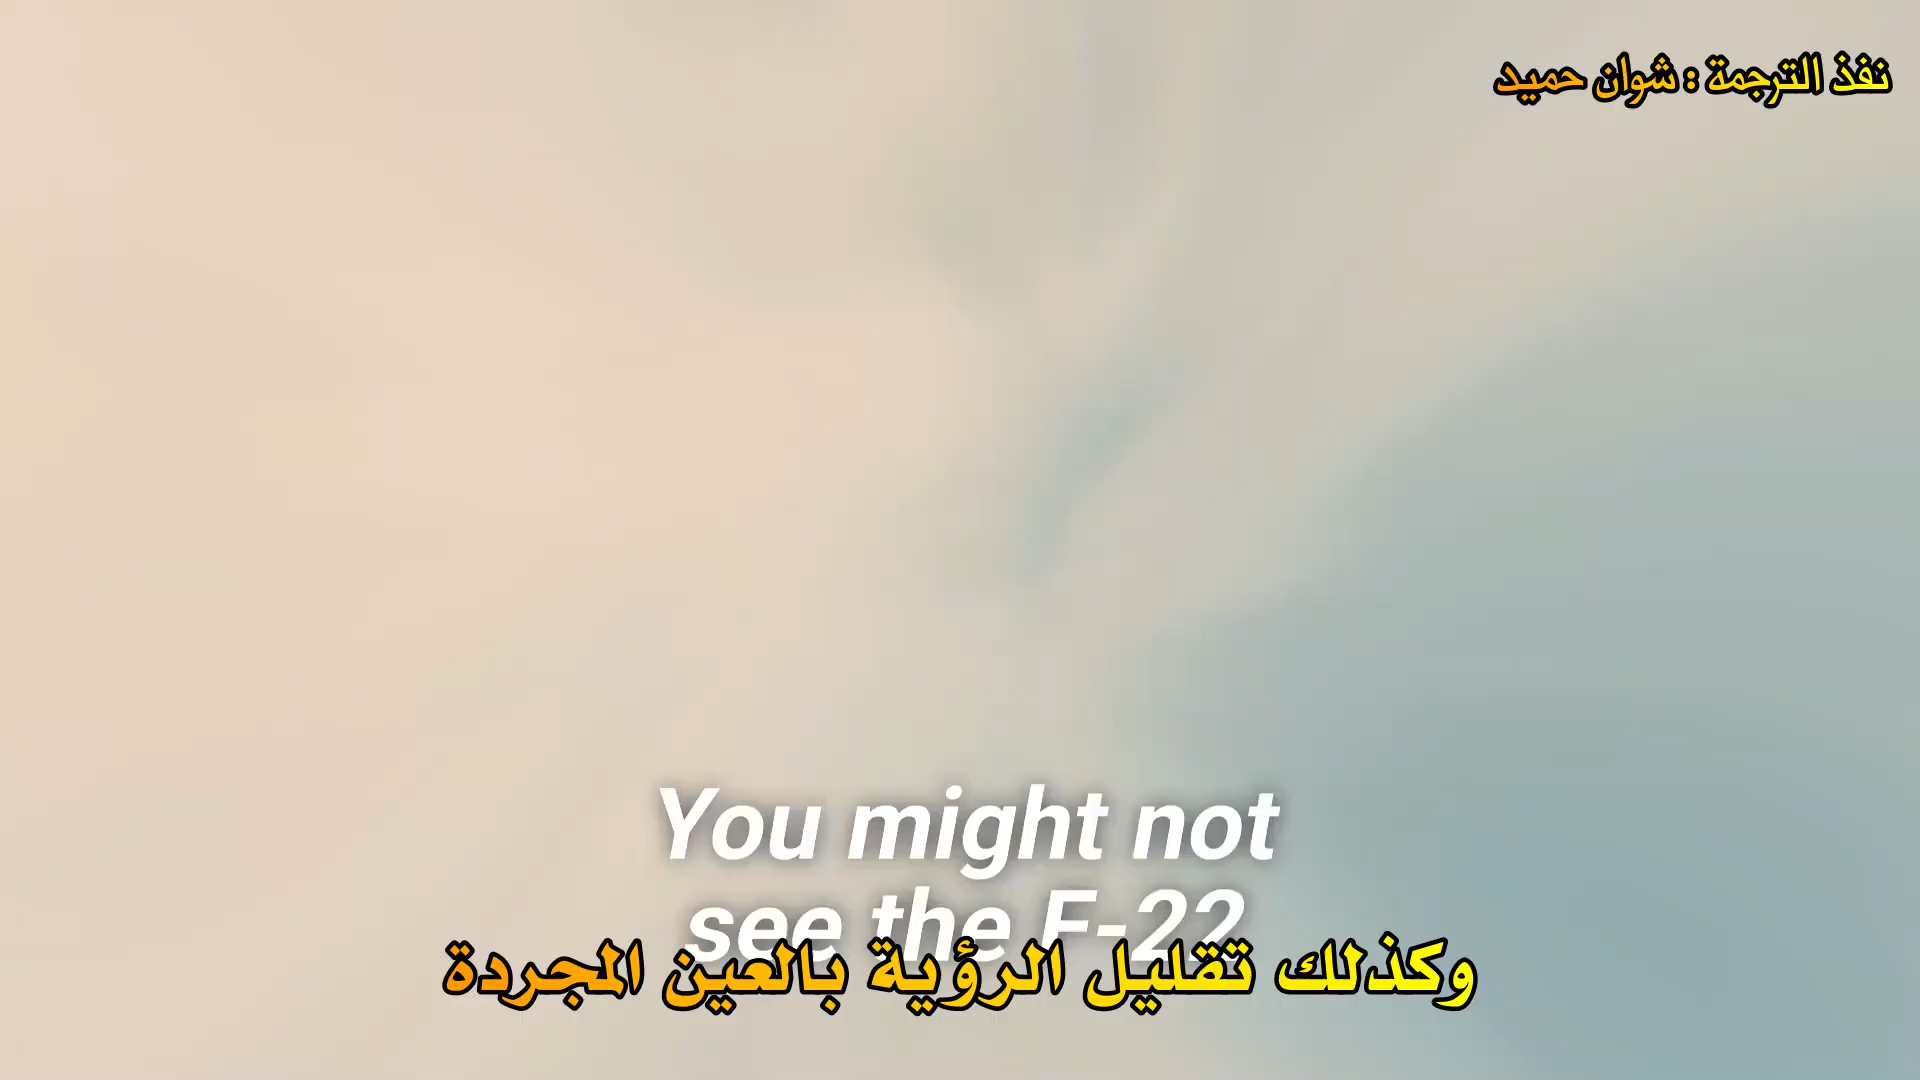 نفذ الترجمة : شوان حميد
You might not
see the F-22
وكذلك تقليل الرؤية بالعين المجردة